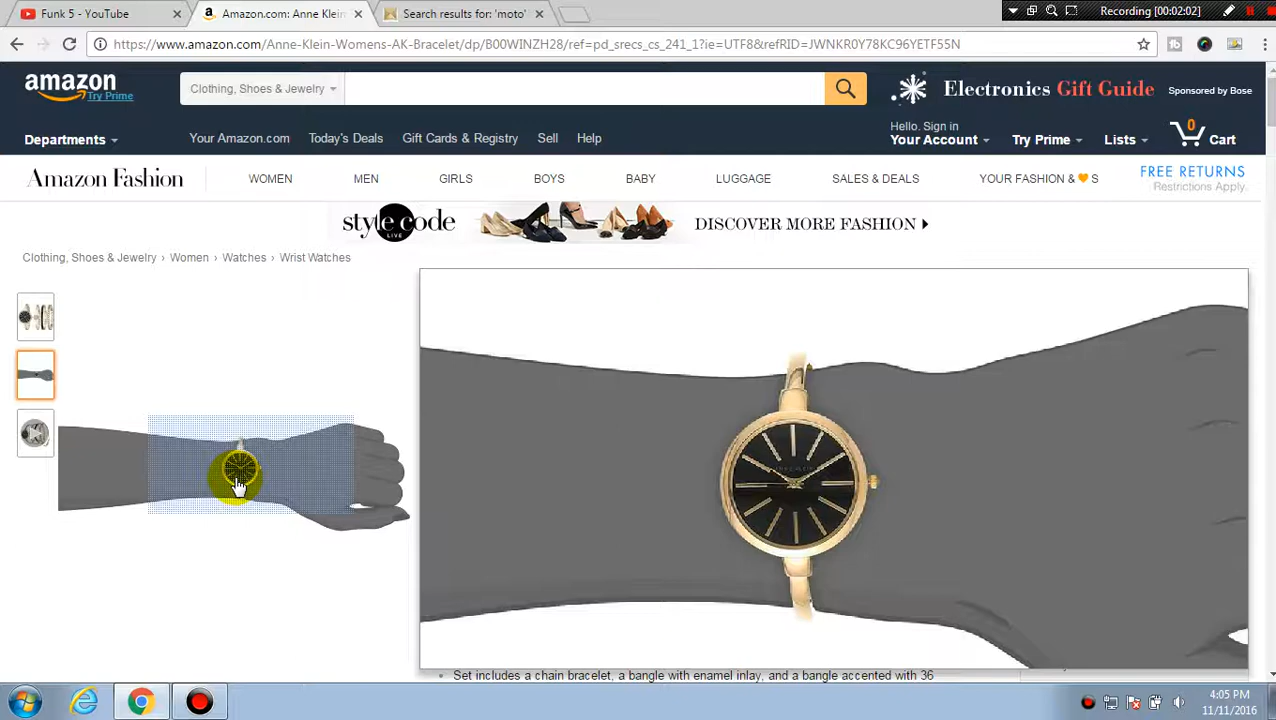 Funk 5 - YouTube
Amazon.com: Anne Klein
Search results for: 'moto'
Recording [00:02:02]
https://www.amazon.com/Anne-Klein-Womens-AK-Bracelet/dp/B00WINZH28/ref=pd_srecs_cs_241_1?ie=UTF8&refRID=JWNKR0Y78KC96YETF55N
amazon
Try Prime
Clothing, Shoes & Jewelry
Electronics Gift Guide
Sponsored by Bose
Departments
Your Amazon.com
Today's Deals
Gift Cards & Registry
Sell
Help
Hello. Sign in
Your Account
Try Prime
Lists
0
Cart
Amazon Fashion
WOMEN
MEN
GIRLS
BOYS
BABY
LUGGAGE
SALES & DEALS
YOUR FASHION & 🧡 S
FREE RETURNS
Restrictions Apply.
style code
LIVE
DISCOVER MORE FASHION
Clothing, Shoes & Jewelry › Women › Watches › Wrist Watches
ANNE KLEIN
• Set includes a chain bracelet, a bangle with enamel inlay, and a bangle accented with 36
4:05 PM
11/11/2016